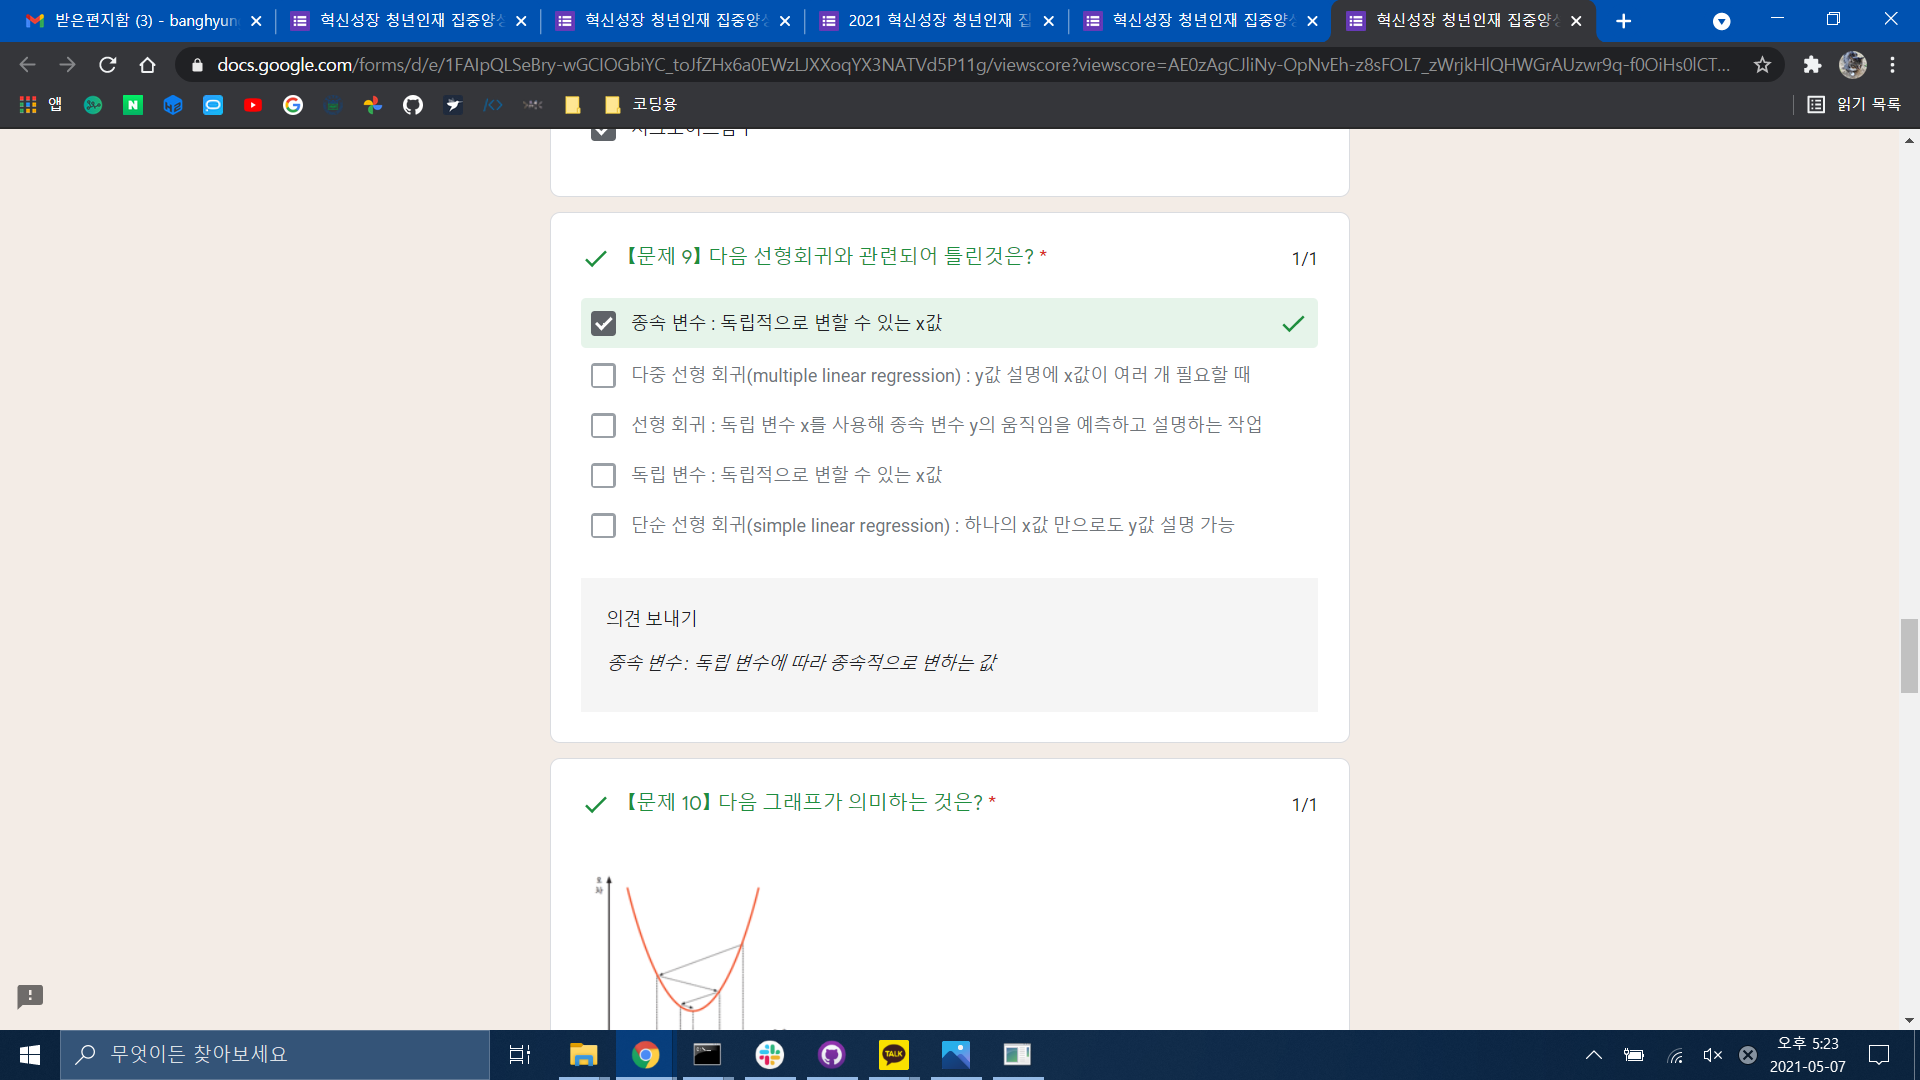 받은편지함 (3) - banghyun
혁신성장 청년인재 집중양성
혁신성장 청년인재 집중양성
2021 혁신성장 청년인재 집
혁신성장 청년인재 집중양성
혁신성장 청년인재 집중양성
docs.google.com/forms/d/e/1FAIpQLSeBry-wGCIOGbiYC_toJfZHx6a0EWzLJXXoqYX3NATVd5P11g/viewscore?viewscore=AE0zAgCJliNy-OpNvEh-z8sFOL7_zWrjkHlQHWGrAUzwr9q-f0OiHs0lCT...
앱
코딩용
읽기 목록
【문제 9】 다음 선형회귀와 관련되어 틀린것은? *
1/1
종속 변수 : 독립적으로 변할 수 있는 x값
다중 선형 회귀(multiple linear regression) : y값 설명에 x값이 여러 개 필요할 때
선형 회귀 : 독립 변수 x를 사용해 종속 변수 y의 움직임을 예측하고 설명하는 작업
독립 변수 : 독립적으로 변할 수 있는 x값
단순 선형 회귀(simple linear regression) : 하나의 x값 만으로도 y값 설명 가능
의견 보내기
종속 변수 : 독립 변수에 따라 종속적으로 변하는 값
【문제 10】 다음 그래프가 의미하는 것은? *
1/1
무엇이든 찾아보세요
TALK
오후 5:23
2021-05-07